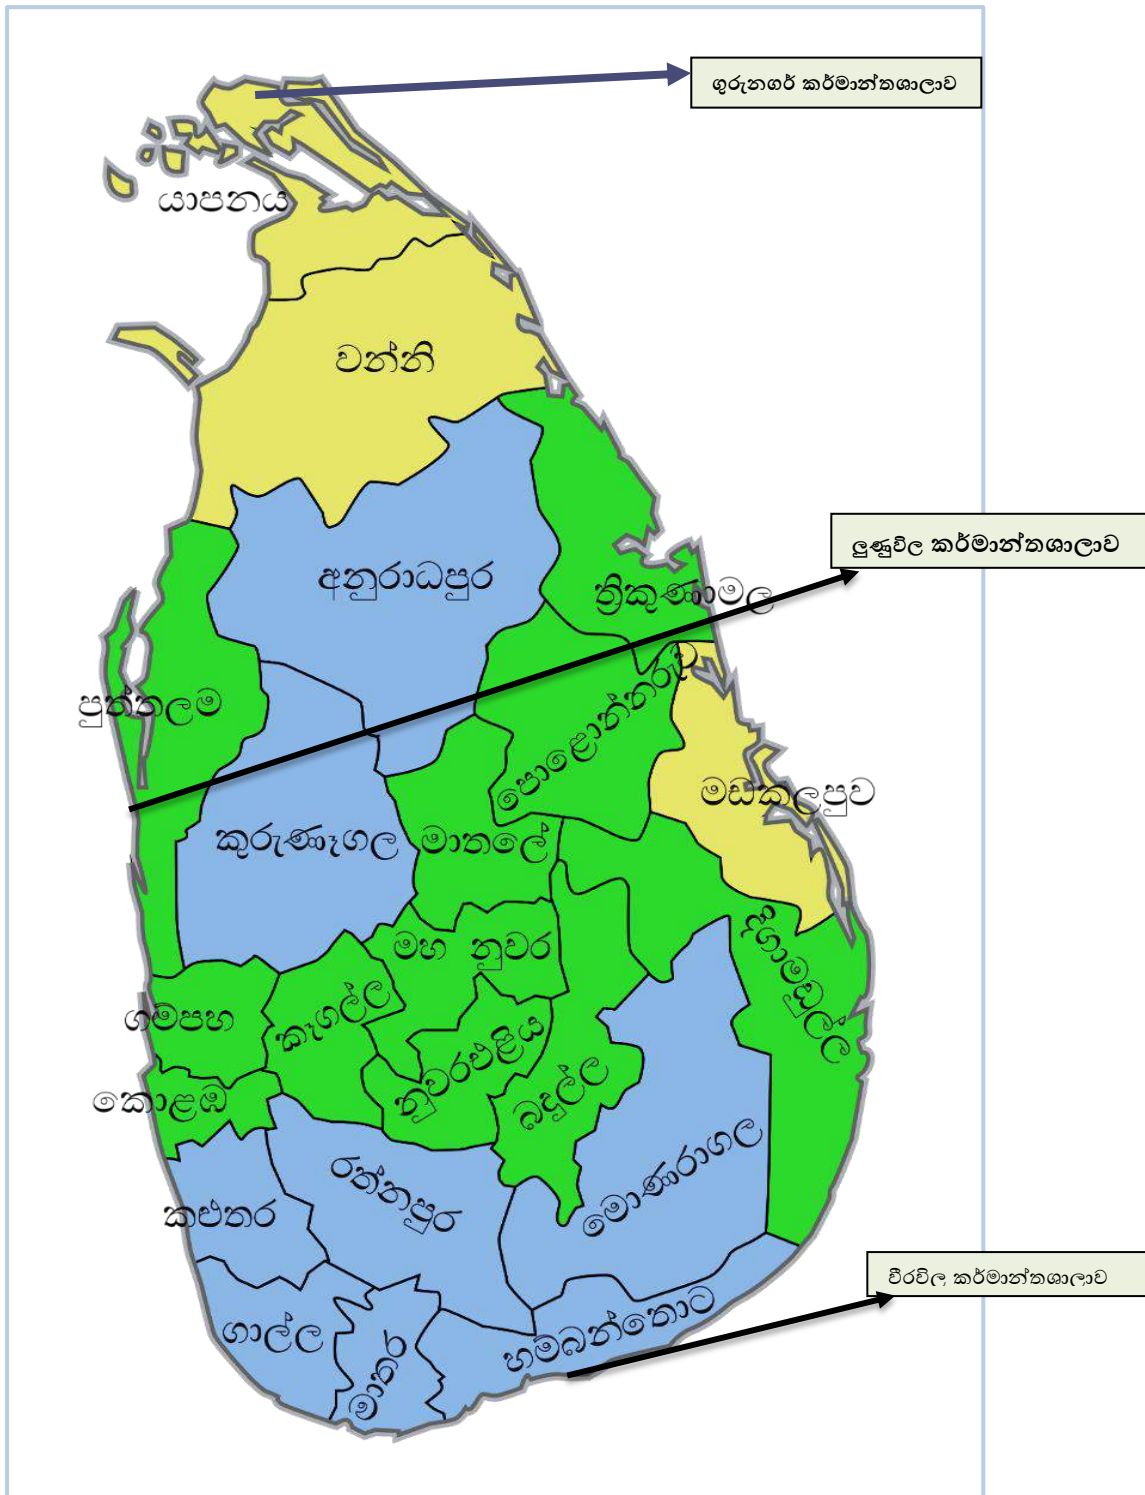 ගුරුනගර් කර්මාන්තශාලාව
යාපනය
වන්නි
ලුණුවිල කර්මාන්තශාලාව
අනුරාධපුර
ත්‍රිකුණාමල
පුත්තලම
පොළොන්නරුව
මඩකලපුව
කුරුණෑගල
මාතලේ
මහ නුවර
දිගාමඩුල්ල
ගම්පහ
කෑගල්ල
නුවරඑළිය
බදුල්ල
කොළඹ
මොණරාගල
රත්නපුර
කළුතර
වීරවිල කර්මාන්තශාලාව
ගාල්ල
මාතර
හම්බන්තොට